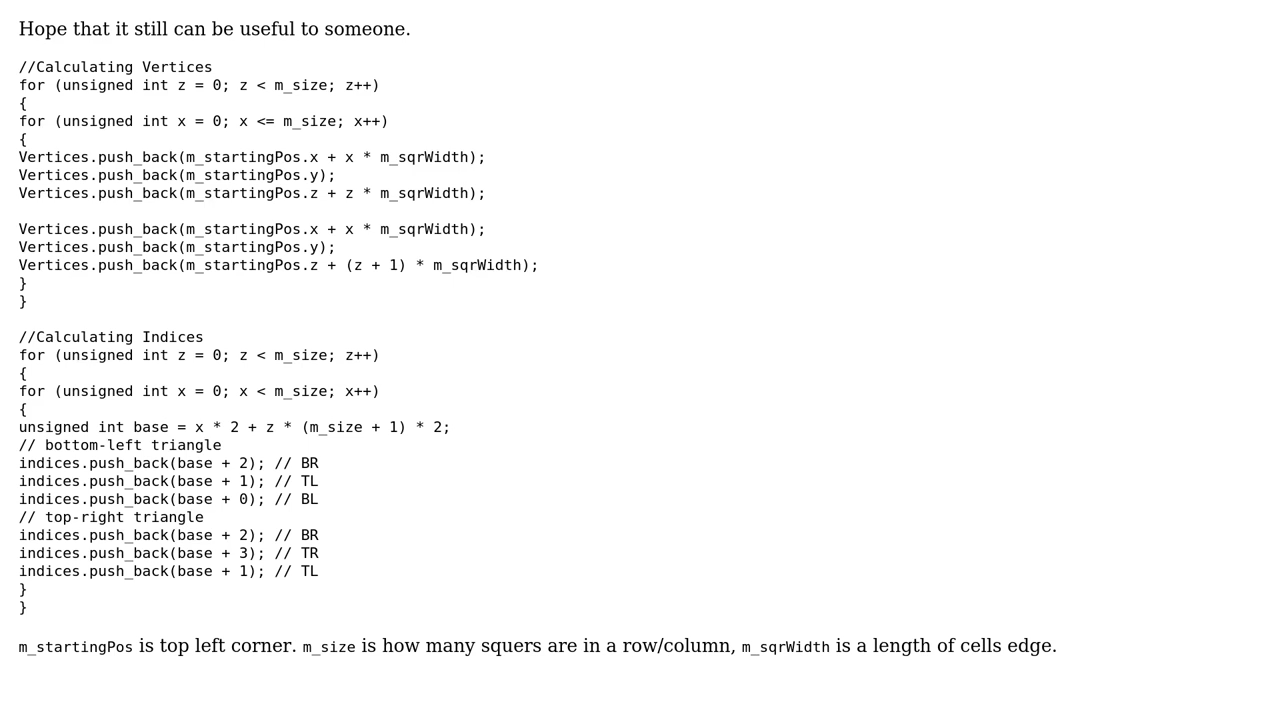 Hope that it still can be useful to someone.
//Calculating Vertices
for (unsigned int z = 0; z < m_size; z++)
{
for (unsigned int x = 0; x <= m_size; x++)
{
Vertices.push_back(m_startingPos.x + x * m_sqrWidth);
Vertices.push_back(m_startingPos.y);
Vertices.push_back(m_startingPos.z + z * m_sqrWidth);
Vertices.push_back(m_startingPos.x + x * m_sqrWidth);
Vertices.push_back(m_startingPos.y);
Vertices.push_back(m_startingPos.z + (z + 1) * m_sqrWidth);
}
}
//Calculating Indices
for (unsigned int z = 0; z < m_size; z++)
{
for (unsigned int x = 0; x < m_size; x++)
{
unsigned int base = x * 2 + z * (m_size + 1) * 2;
// bottom-left triangle
indices.push_back(base + 2); // BR
indices.push_back(base + 1); // TL
indices.push_back(base + 0); // BL
// top-right triangle
indices.push_back(base + 2); // BR
indices.push_back(base + 3); // TR
indices.push_back(base + 1); // TL
}
}
m_startingPos is top left corner. m_size is how many squers are in a row/column, m_sqrWidth is a length of cells edge.